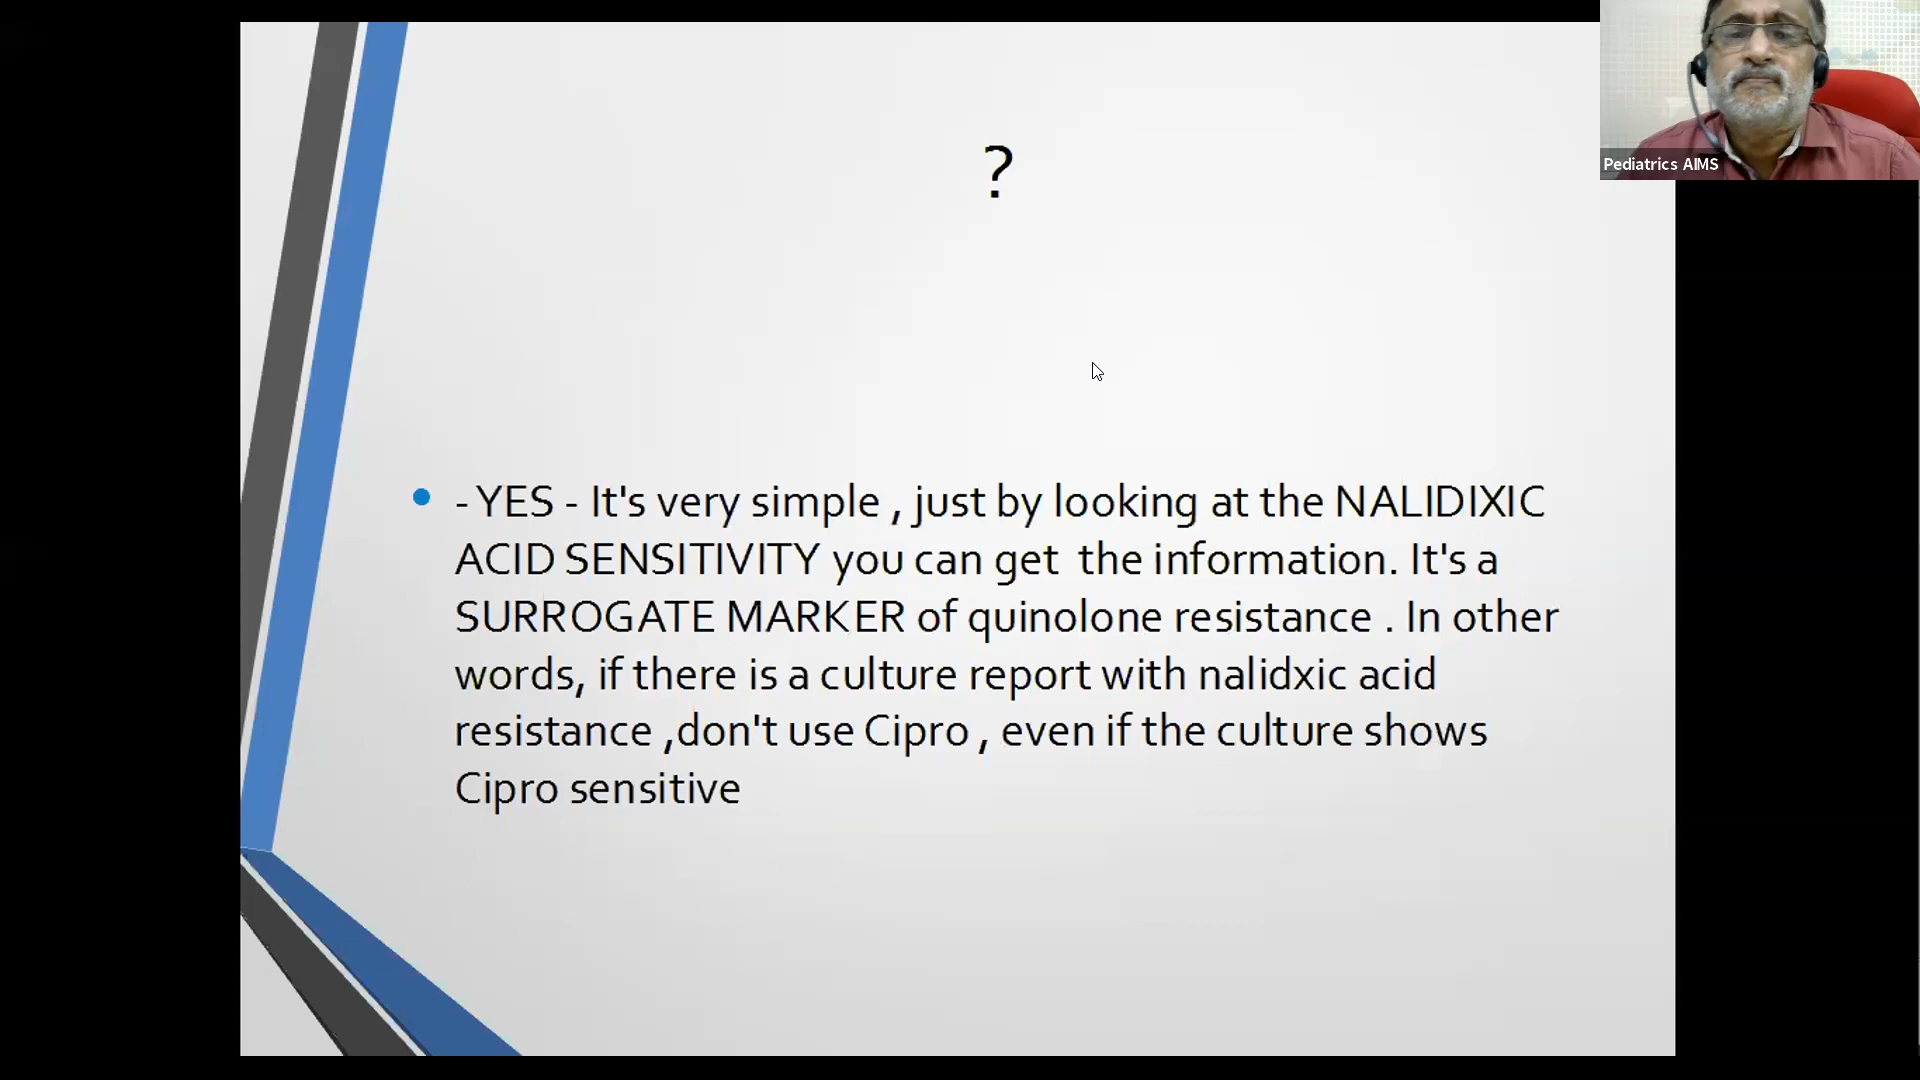 ?
Pediatrics AIMS
- YES - It's very simple , just by looking at the NALIDIXIC
ACID SENSITIVITY you can get the information. It's a
SURROGATE MARKER of quinolone resistance . In other
words, if there is a culture report with nalidxic acid
resistance ,don't use Cipro , even if the culture shows
Cipro sensitive